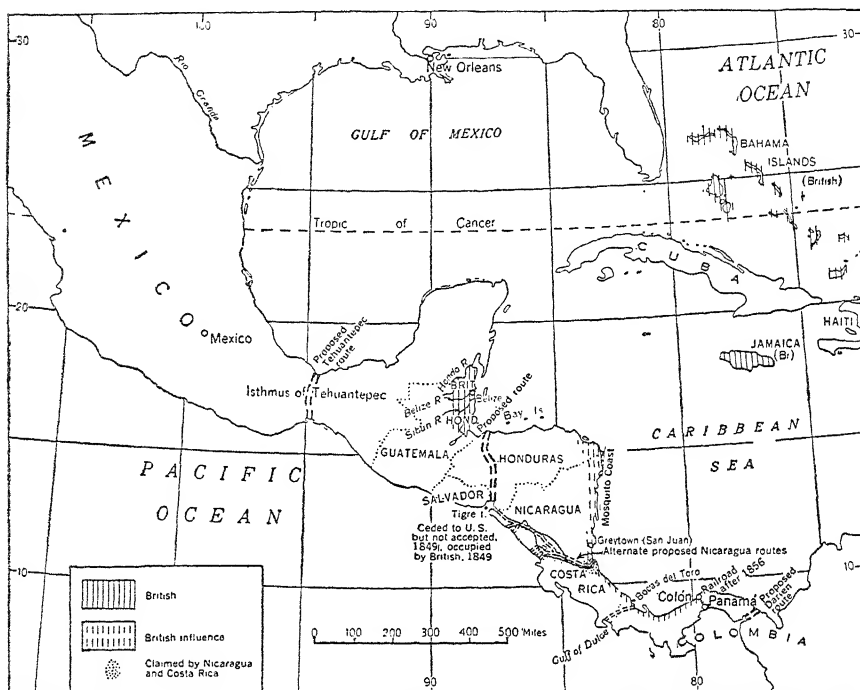 100
90
80
30
30
Rio Grande
New Orleans
ATLANTIC
OCEAN
GULF OF MEXICO
MEXICO
BAHAMA
ISLANDS
(British)
Tropic of Cancer
CUBA
20
Mexico
Proposed
Tehuantepec
route
HAITI
JAMAICA
(Br)
Isthmus of Tehuantepec
Hondo R
BRIT
Belize R
Belize
Sibun R
HOND
Proposed route
Bay Is
CARIBBEAN
SEA
GUATEMALA
HONDURAS
PACIFIC
OCEAN
SALVADOR
NICARAGUA
Mosquito Coast
Tigre I.
Ceded to U.S.
but not accepted,
1849; occupied
by British, 1849
Greytown (San Juan)
Alternate proposed Nicaragua routes
10
COSTA
RICA
Bocas del Toro
Colón
Railroad
after 1856
Panama
Proposed
Darien
route
Gulf of Dulce
COLOMBIA
British
British influence
Claimed by Nicaragua
and Costa Rica
0 100 200 300 400 500 Miles
90
80